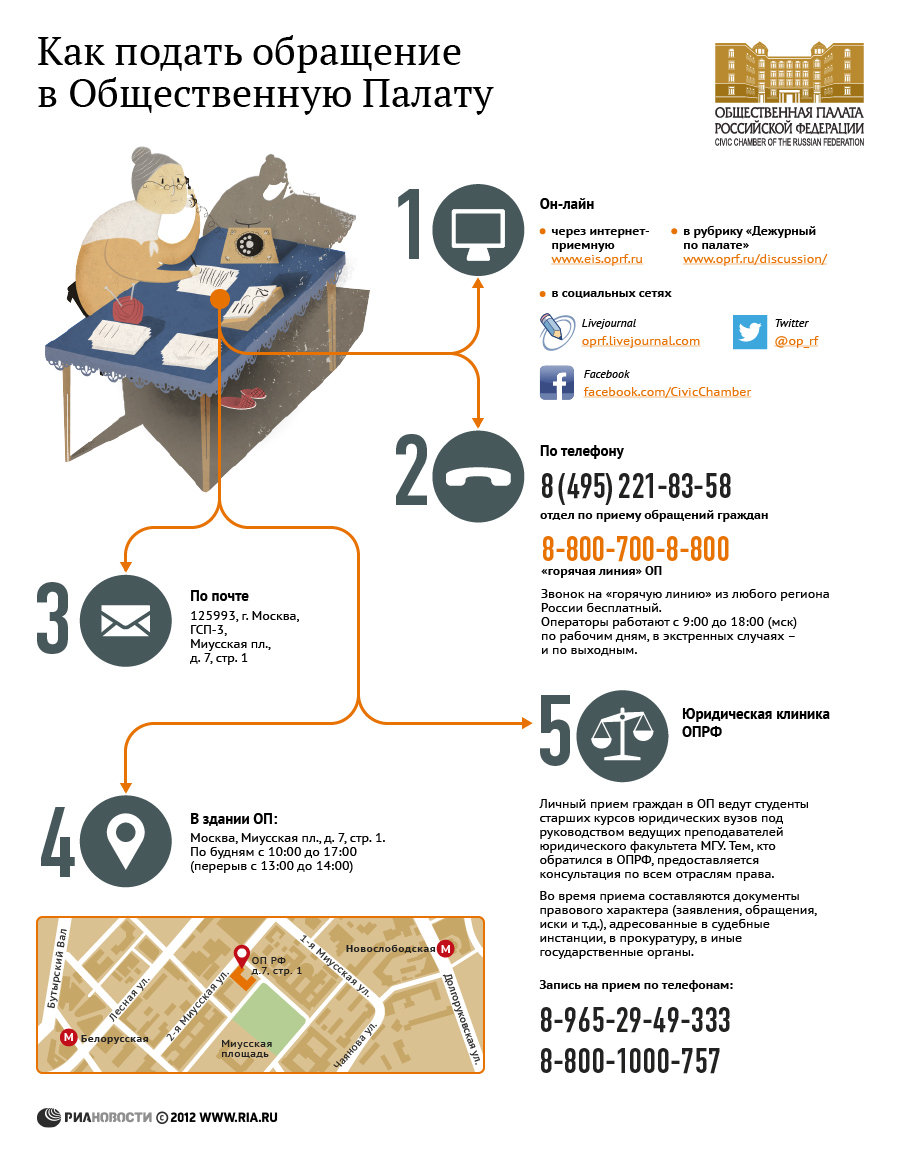 Как подать обращение
в Общественную Палату
ОБЩЕСТВЕННАЯ ПАЛАТА
РОССИЙСКОЙ ФЕДЕРАЦИИ
CIVIC CHAMBER OF THE RUSSIAN FEDERATION
1
Он-лайн
через интернет-
приемную
www.eis.oprf.ru
в рубрику «Дежурный
по палате»
www.oprf.ru/discussion/
в социальных сетях
Livejournal
oprf.livejournal.com
Twitter
@op_rf
Facebook
facebook.com/CivicChamber
2
По телефону
8 (495) 221-83-58
отдел по приему обращений граждан
8-800-700-8-800
«горячая линия» ОП
Звонок на «горячую линию» из любого региона
России бесплатный.
Операторы работают с 9:00 до 18:00 (мск)
по рабочим дням, в экстренных случаях –
и по выходным.
3
По почте
125993, г. Москва,
ГСП-3,
Миусская пл.,
д. 7, стр. 1
4
В здании ОП:
Москва, Миусская пл., д. 7, стр. 1.
По будням с 10:00 до 17:00
(перерыв с 13:00 до 14:00)
5
Юридическая клиника
ОПРФ
Личный прием граждан в ОП ведут студенты
старших курсов юридических вузов под
руководством ведущих преподавателей
юридического факультета МГУ. Тем, кто
обратился в ОПРФ, предоставляется
консультация по всем отраслям права.
Во время приема составляются документы
правового характера (заявления, обращения,
иски и т.д.), адресованные в судебные
инстанции, в прокуратуру, в иные
государственные органы.
Запись на прием по телефонам:
8-965-29-49-333
8-800-1000-757
Бутырский Вал
Лесная ул.
2-я Миусская ул.
ОП РФ
д.7, стр. 1
1-я Миусская ул.
Новослободская
М
Долгоруковская ул.
М
Белорусская
Миусская
площадь
Чаянова ул.
РИАНОВОСТИ © 2012 WWW.RIA.RU